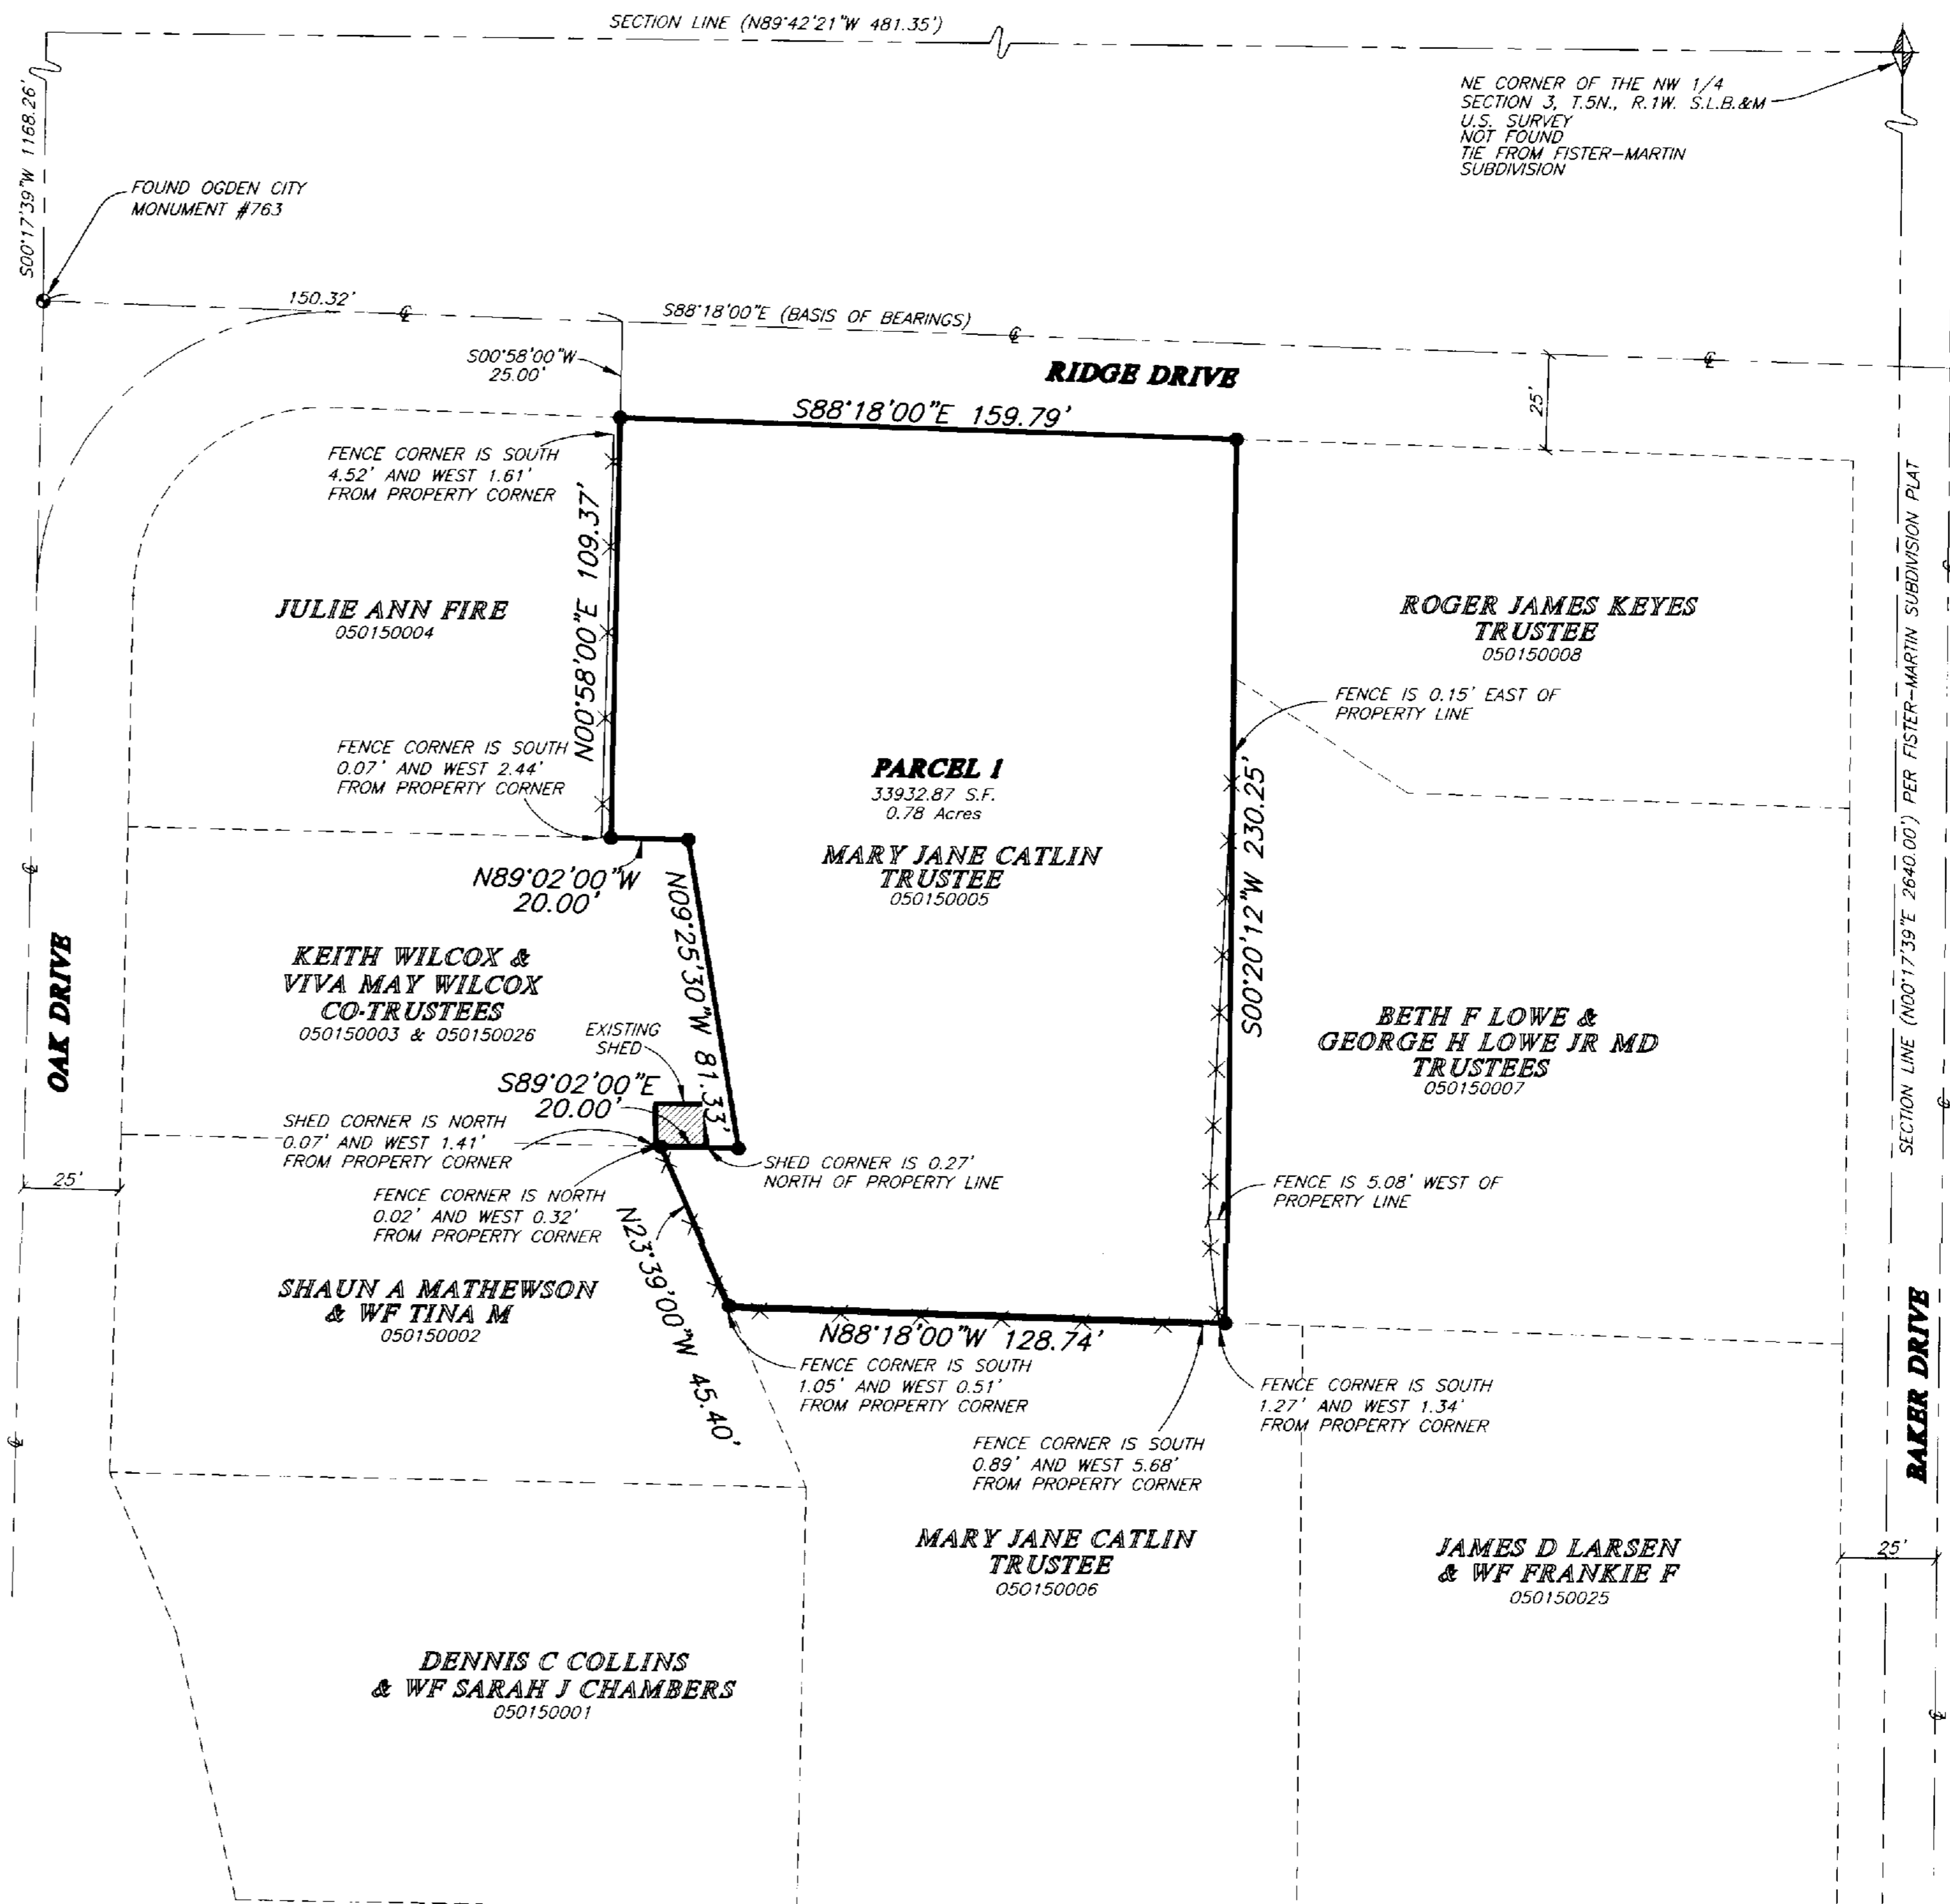 SECTION LINE (N89°42'21"W 481.35')
S00°17'39"W 1168.26'
NE CORNER OF THE NW 1/4
SECTION 3, T.5N., R.1W. S.L.B.&M
U.S. SURVEY
NOT FOUND
TIE FROM FISTER-MARTIN
SUBDIVISION
FOUND OGDEN CITY
MONUMENT #763
150.32'
S88°18'00"E (BASIS OF BEARINGS)
S00°58'00"W
25.00'
RIDGE DRIVE
25'
S88°18'00"E 159.79'
FENCE CORNER IS SOUTH
4.52' AND WEST 1.61'
FROM PROPERTY CORNER
N00°58'00"E 109.37'
JULIE ANN FIRE
050150004
ROGER JAMES KEYES
TRUSTEE
050150008
SECTION LINE (N00°17'39"E 2640.00') PER FISTER-MARTIN SUBDIVISION PLAT
FENCE IS 0.15' EAST OF
PROPERTY LINE
FENCE CORNER IS SOUTH
0.07' AND WEST 2.44'
FROM PROPERTY CORNER
PARCEL 1
33932.87 S.F.
0.78 Acres
MARY JANE CATLIN
TRUSTEE
050150005
S00°20'12"W 230.25'
N89°02'00"W
20.00'
N09°25'30"W 81.33'
OAK DRIVE
KEITH WILCOX &
VIVA MAY WILCOX
CO-TRUSTEES
050150003 & 050150026
EXISTING
SHED
S89°02'00"E
20.00'
BETH F LOWE &
GEORGE H LOWE JR MD
TRUSTEES
050150007
SHED CORNER IS NORTH
0.07' AND WEST 1.41'
FROM PROPERTY CORNER
SHED CORNER IS 0.27'
NORTH OF PROPERTY LINE
25'
FENCE IS 5.08' WEST OF
PROPERTY LINE
FENCE CORNER IS NORTH
0.02' AND WEST 0.32'
FROM PROPERTY CORNER
N23°39'00"W 45.40'
SHAUN A MATHEWSON
& WF TINA M
050150002
N88°18'00"W 128.74'
FENCE CORNER IS SOUTH
1.05' AND WEST 0.51'
FROM PROPERTY CORNER
FENCE CORNER IS SOUTH
1.27' AND WEST 1.34'
FROM PROPERTY CORNER
FENCE CORNER IS SOUTH
0.89' AND WEST 5.68'
FROM PROPERTY CORNER
BAKER DRIVE
MARY JANE CATLIN
TRUSTEE
050150006
JAMES D LARSEN
& WF FRANKIE F
050150025
25'
DENNIS C COLLINS
& WF SARAH J CHAMBERS
050150001